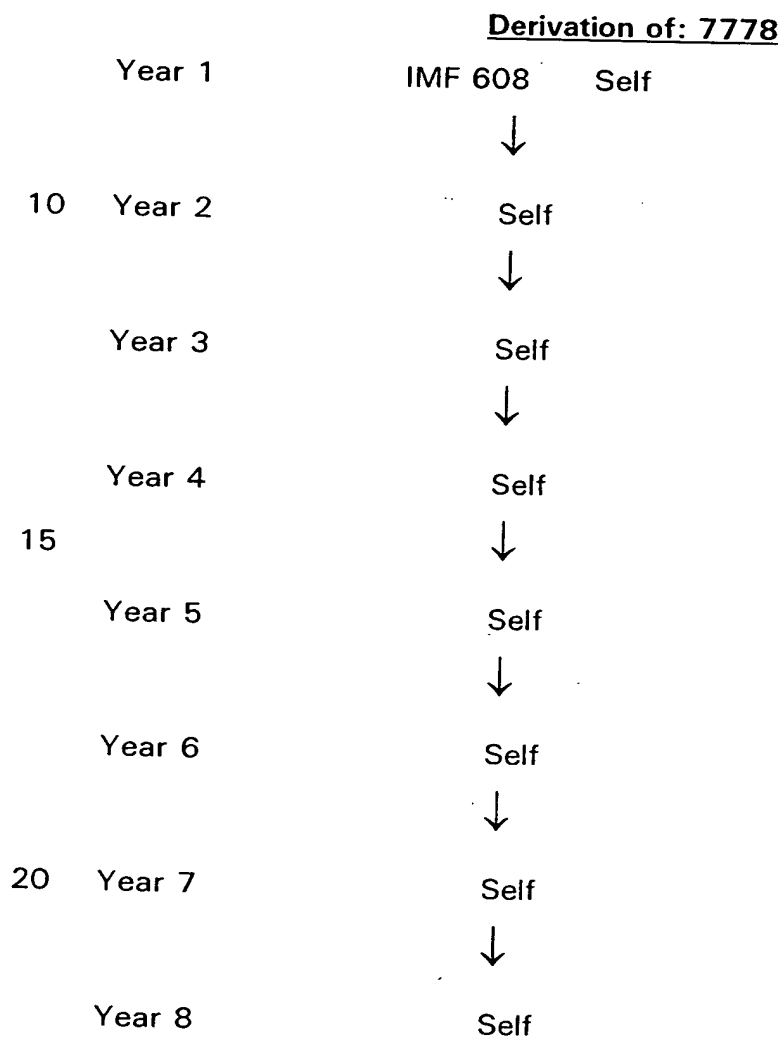 Derivation of: 7778
Year 1 IMF 608 Self
↓
10 Year 2 Self
↓
Year 3 Self
↓
Year 4 Self
15 ↓
Year 5 Self
↓
Year 6 Self
↓
20 Year 7 Self
↓
Year 8 Self